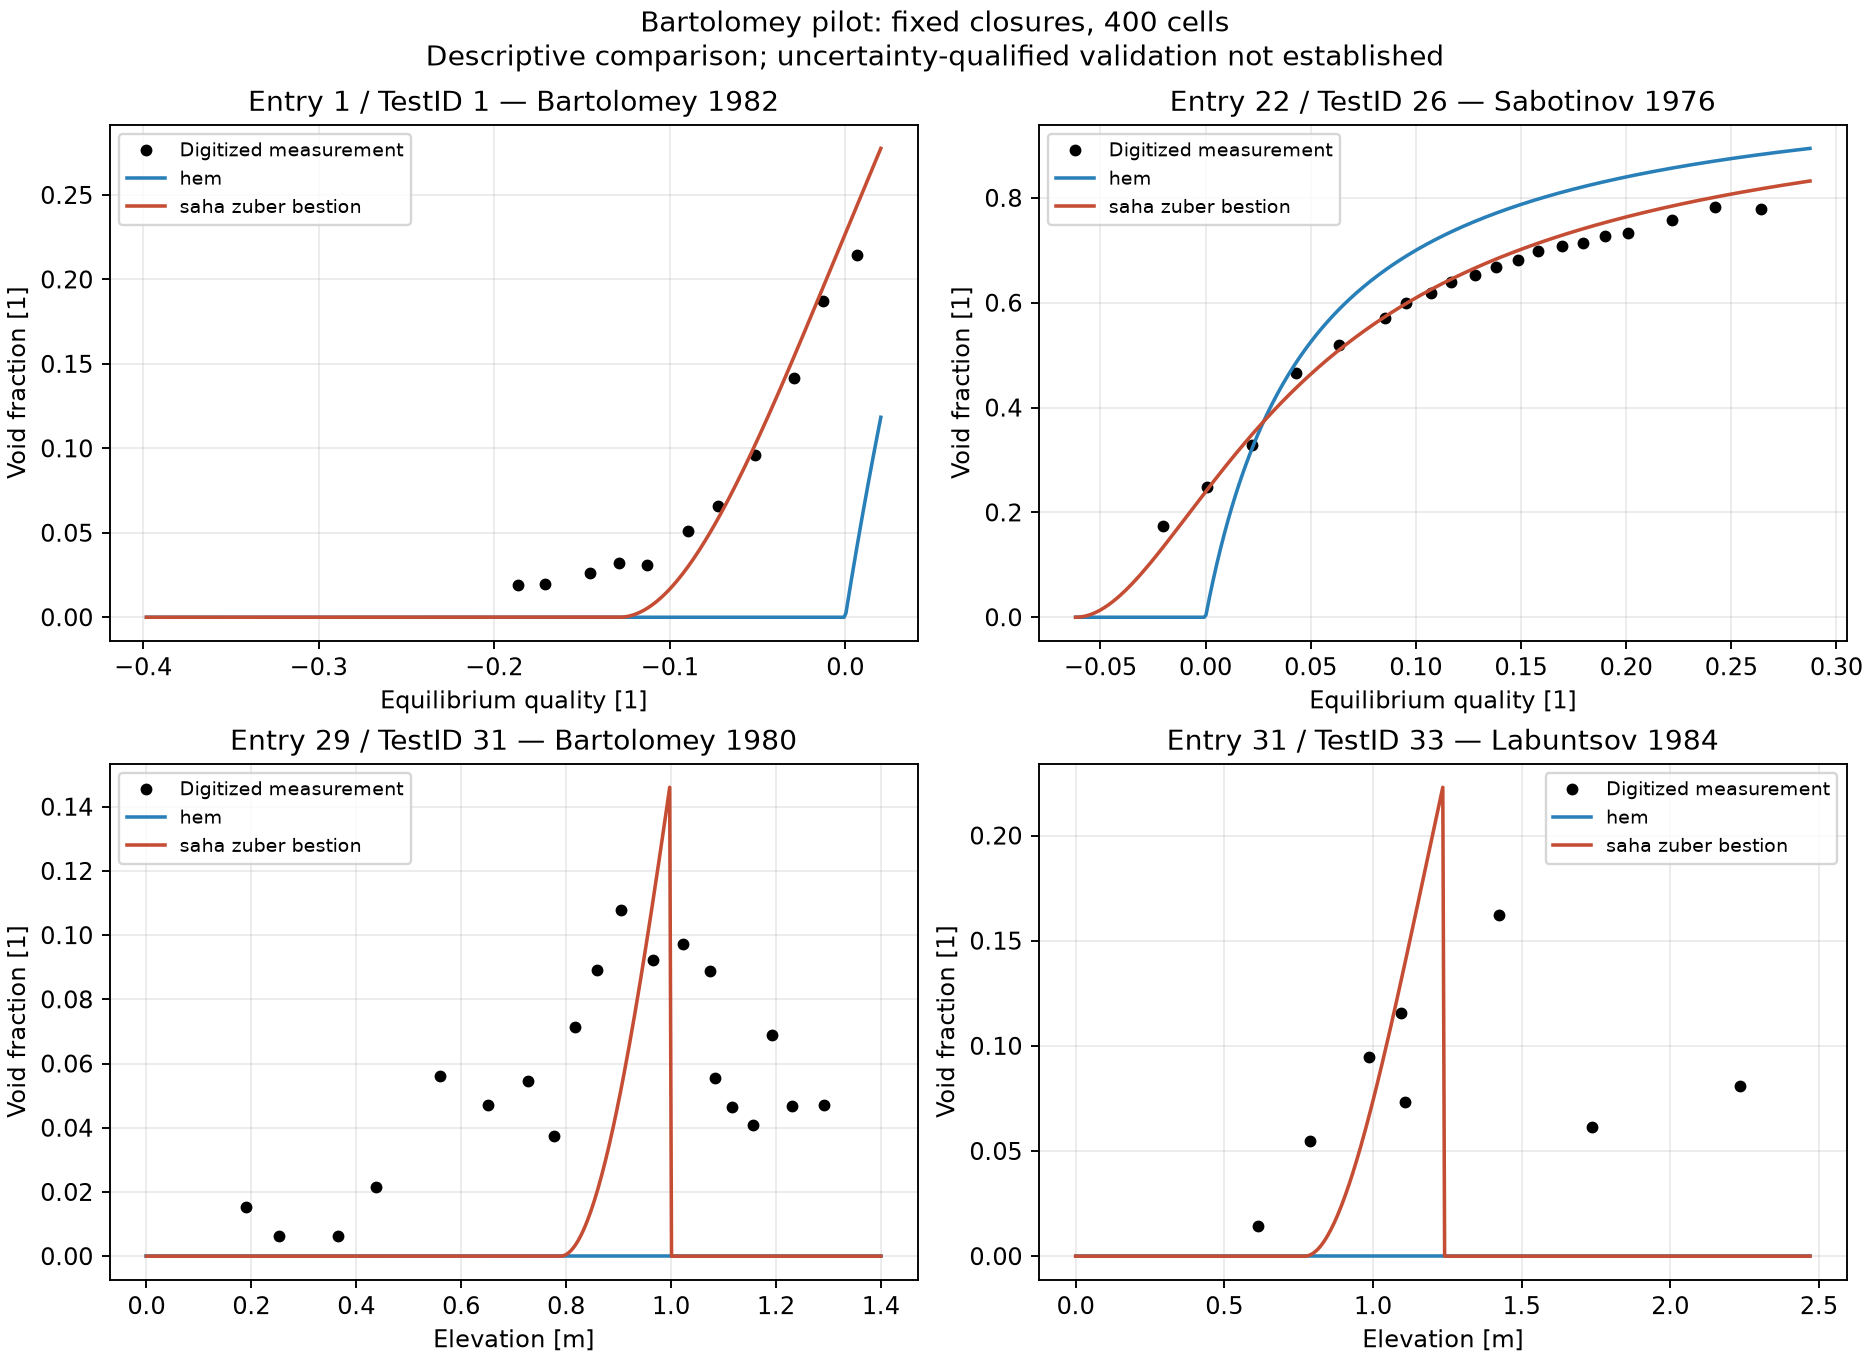 Bartolomey pilot: fixed closures, 400 cells
Descriptive comparison; uncertainty-qualified validation not established
Entry 1 / TestID 1 — Bartolomey 1982
Digitized measurement
hem
saha zuber bestion
Void fraction [1]
0.25
0.20
0.15
0.10
0.05
0.00
−0.4
−0.3
−0.2
−0.1
0.0
Equilibrium quality [1]
Entry 22 / TestID 26 — Sabotinov 1976
Digitized measurement
hem
saha zuber bestion
Void fraction [1]
0.8
0.6
0.4
0.2
0.0
−0.05
0.00
0.05
0.10
0.15
0.20
0.25
0.30
Equilibrium quality [1]
Entry 29 / TestID 31 — Bartolomey 1980
Digitized measurement
hem
saha zuber bestion
Void fraction [1]
0.14
0.12
0.10
0.08
0.06
0.04
0.02
0.00
0.0
0.2
0.4
0.6
0.8
1.0
1.2
1.4
Elevation [m]
Entry 31 / TestID 33 — Labuntsov 1984
Digitized measurement
hem
saha zuber bestion
Void fraction [1]
0.20
0.15
0.10
0.05
0.00
0.0
0.5
1.0
1.5
2.0
2.5
Elevation [m]